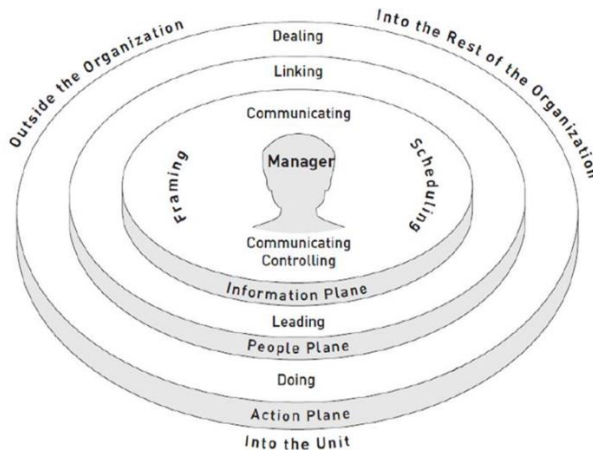 Outside the Organization
Into the Rest of the Organization
Dealing
Linking
Communicating
Framing
Manager
Scheduling
Communicating
Controlling
Information Plane
Leading
People Plane
Doing
Action Plane
Into the Unit